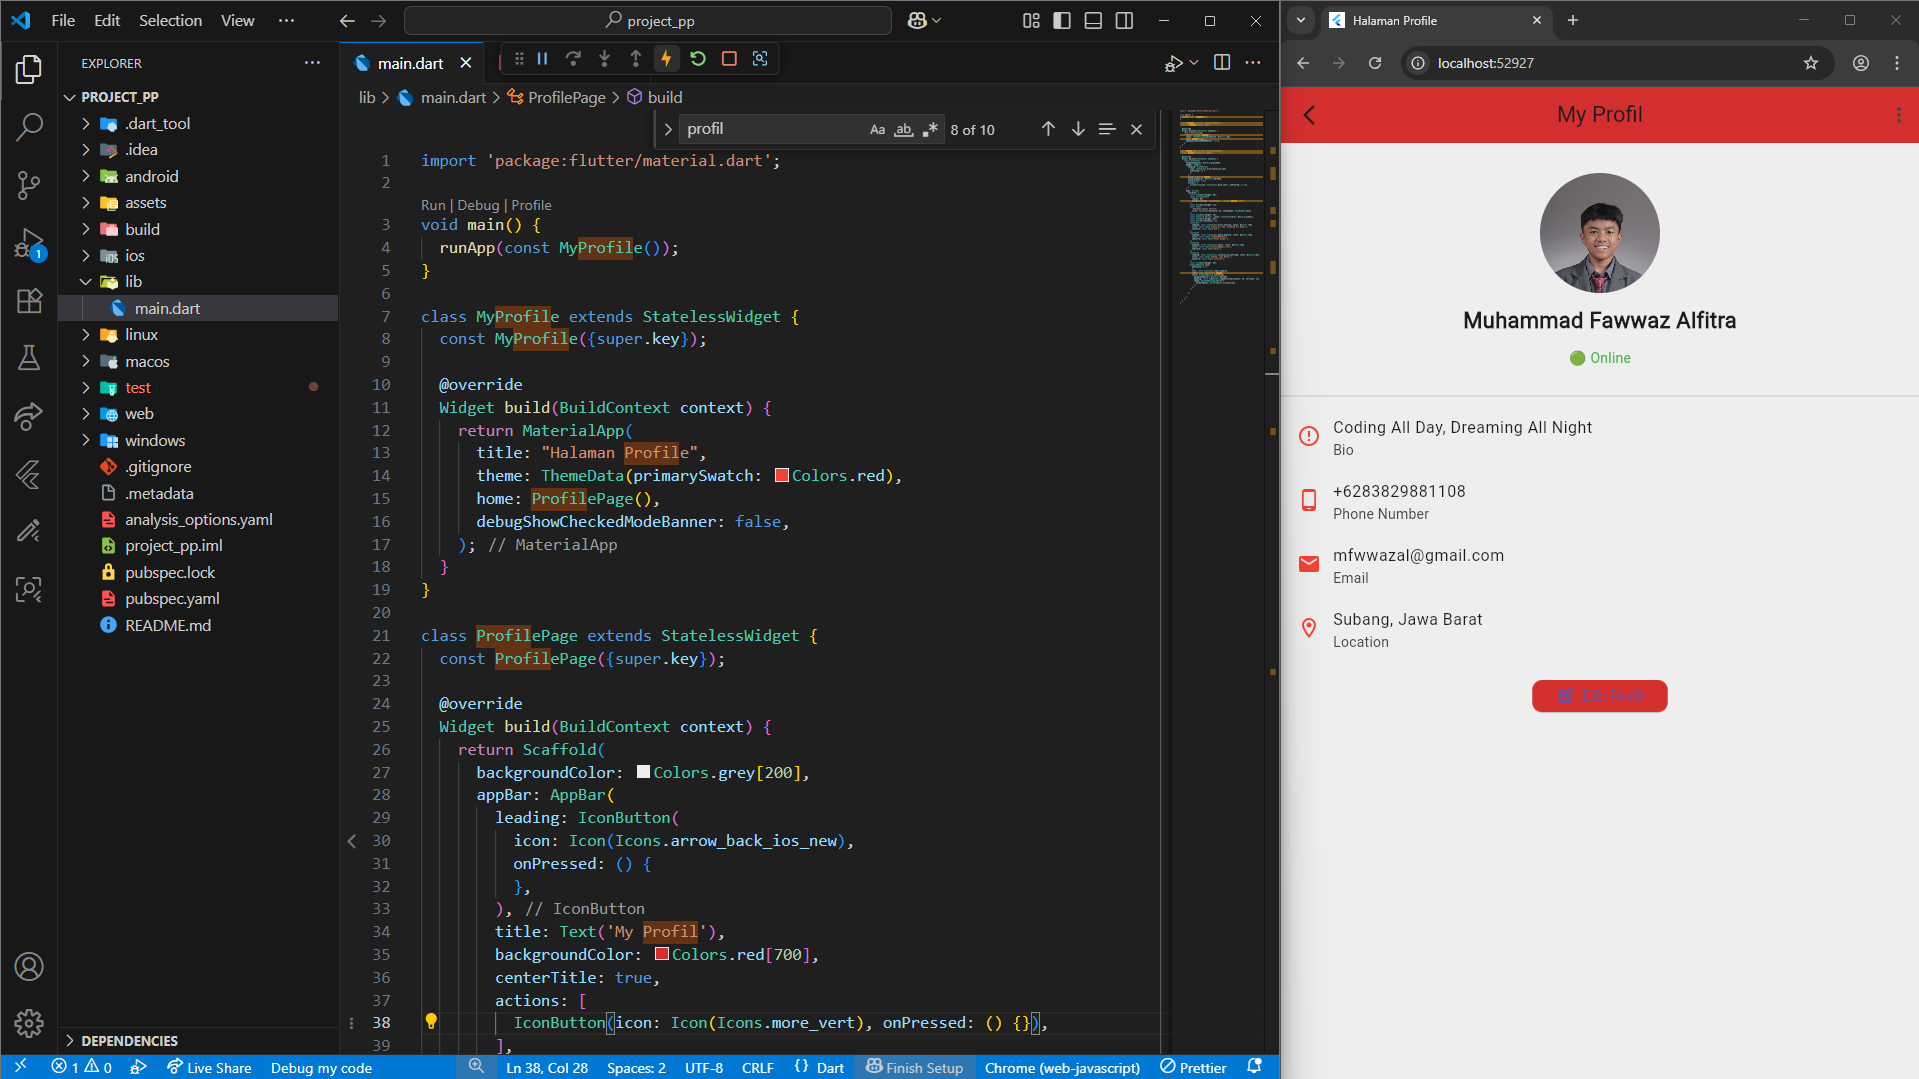 File Edit Selection View
project_pp
EXPLORER
PROJECT_PP
.dart_tool
.idea
android
assets
build
ios
lib
main.dart
linux
macos
test
web
windows
.gitignore
.metadata
analysis_options.yaml
project_pp.iml
pubspec.lock
pubspec.yaml
README.md
DEPENDENCIES
1
main.dart
lib > main.dart > ProfilePage > build
profil Aa ab 8 of 10
1 import 'package:flutter/material.dart';
2
Run | Debug | Profile
3 void main() {
4 runApp(const MyProfile());
5 }
6
7 class MyProfile extends StatelessWidget {
8 const MyProfile({super.key});
9
10 @override
11 Widget build(BuildContext context) {
12 return MaterialApp(
13 title: "Halaman Profile",
14 theme: ThemeData(primarySwatch: Colors.red),
15 home: ProfilePage(),
16 debugShowCheckedModeBanner: false,
17 ); // MaterialApp
18 }
19 }
20
21 class ProfilePage extends StatelessWidget {
22 const ProfilePage({super.key});
23
24 @override
25 Widget build(BuildContext context) {
26 return Scaffold(
27 backgroundColor: Colors.grey[200],
28 appBar: AppBar(
29 leading: IconButton(
30 icon: Icon(Icons.arrow_back_ios_new),
31 onPressed: () {
32 },
33 ), // IconButton
34 title: Text('My Profil'),
35 backgroundColor: Colors.red[700],
36 centerTitle: true,
37 actions: [
38 IconButton(icon: Icon(Icons.more_vert), onPressed: () {}),
39 ],
1 0 Live Share Debug my code Ln 38, Col 28 Spaces: 2 UTF-8 CRLF {} Dart Finish Setup Chrome (web-javascript) Prettier
Halaman Profile
localhost:52927
My Profil
Muhammad Fawwaz Alfitra
Online
Coding All Day, Dreaming All Night
Bio
+6283829881108
Phone Number
mfwwazal@gmail.com
Email
Subang, Jawa Barat
Location
Edit Profil